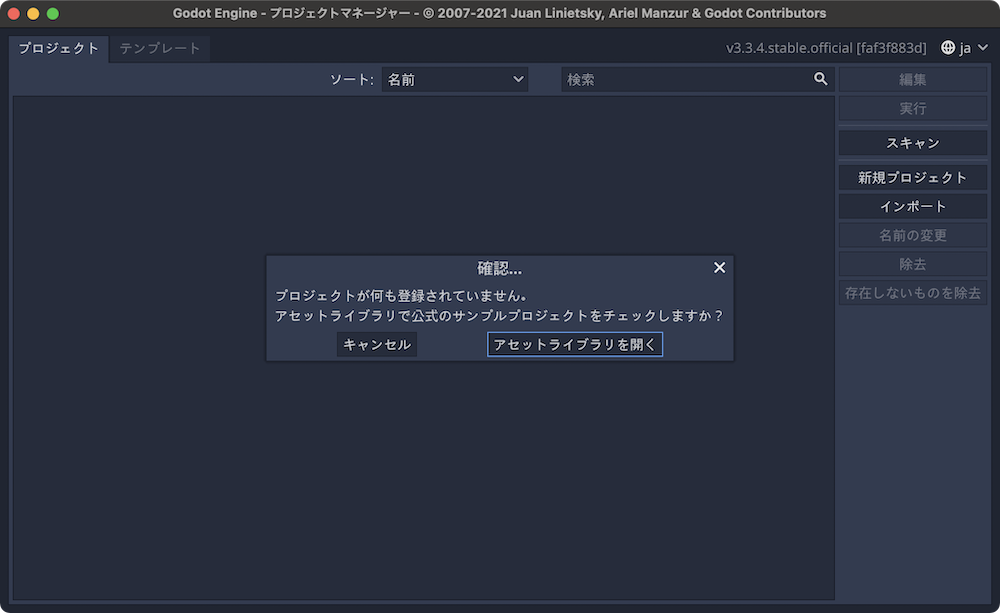 Godot Engine - プロジェクトマネージャー - © 2007-2021 Juan Linietsky, Ariel Manzur & Godot Contributors
プロジェクト テンプレート v3.3.4.stable.official [faf3f883d] ja
ソート: 名前 検索 編集
実行
スキャン
新規プロジェクト
インポート
名前の変更
除去
存在しないものを除去
確認...
プロジェクトが何も登録されていません。
アセットライブラリで公式のサンプルプロジェクトをチェックしますか？
キャンセル アセットライブラリを開く